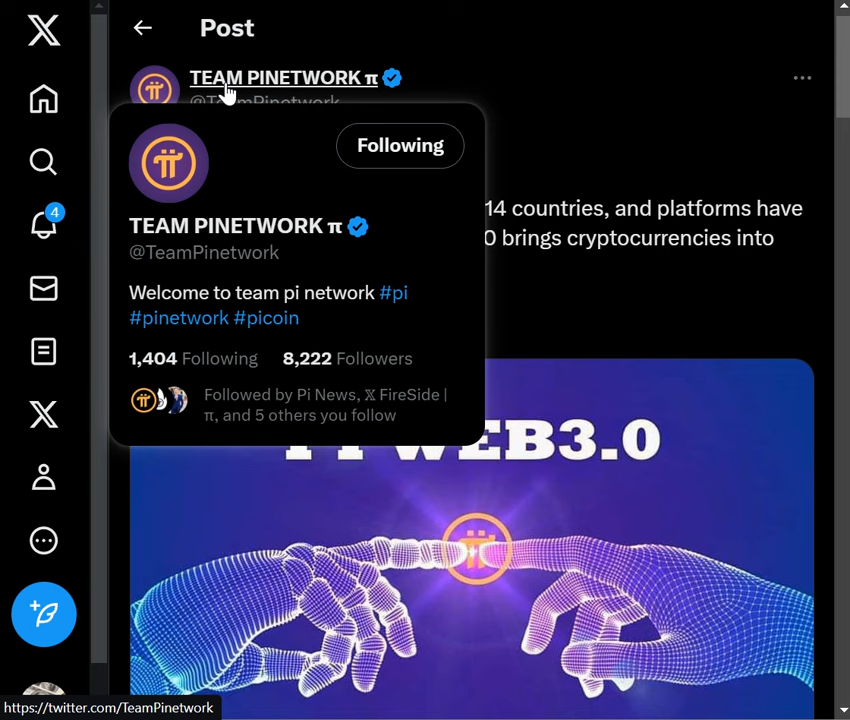 Post
TEAM PINETWORK π
@TeamPinetwork
Following
4
TEAM PINETWORK π
@TeamPinetwork
14 countries, and platforms have
0 brings cryptocurrencies into
Welcome to team pi network #pi
#pinetwork #picoin
1,404 Following 8,222 Followers
Followed by Pi News, 𝕏 FireSide |
π, and 5 others you follow
WEB3.0
https://twitter.com/TeamPinetwork